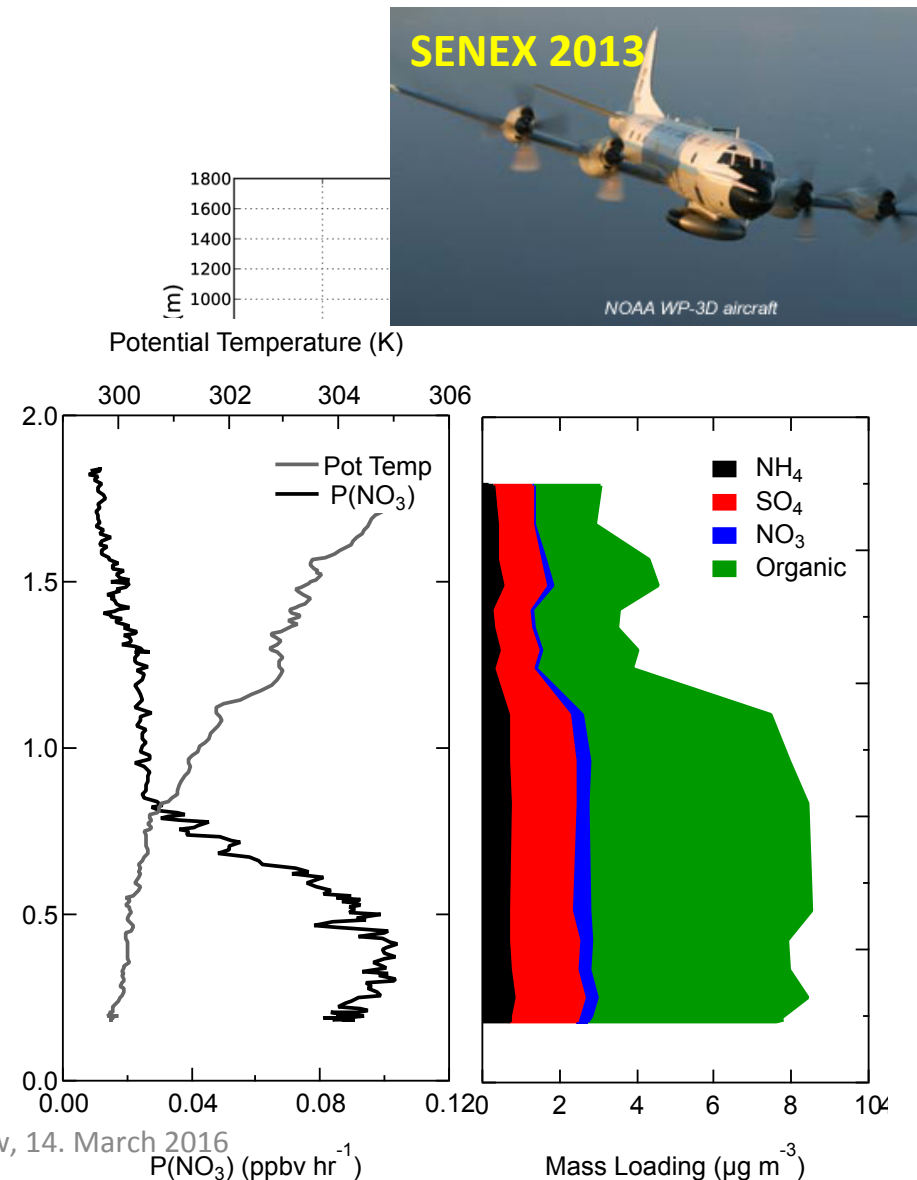 SENEX 2013
NOAA WP-3D aircraft
1800
1600
1400
1200
1000
(m)
Potential Temperature (K)
300 302 304 306
2.0
1.5
1.0
0.5
0.0
Pot Temp
P(NO₃)
NH₄
SO₄
NO₃
Organic
0.00 0.04 0.08 0.12
0 2 4 6 8 10
, 14. March 2016
P(NO₃) (ppbv hr⁻¹)
Mass Loading (µg m⁻³)